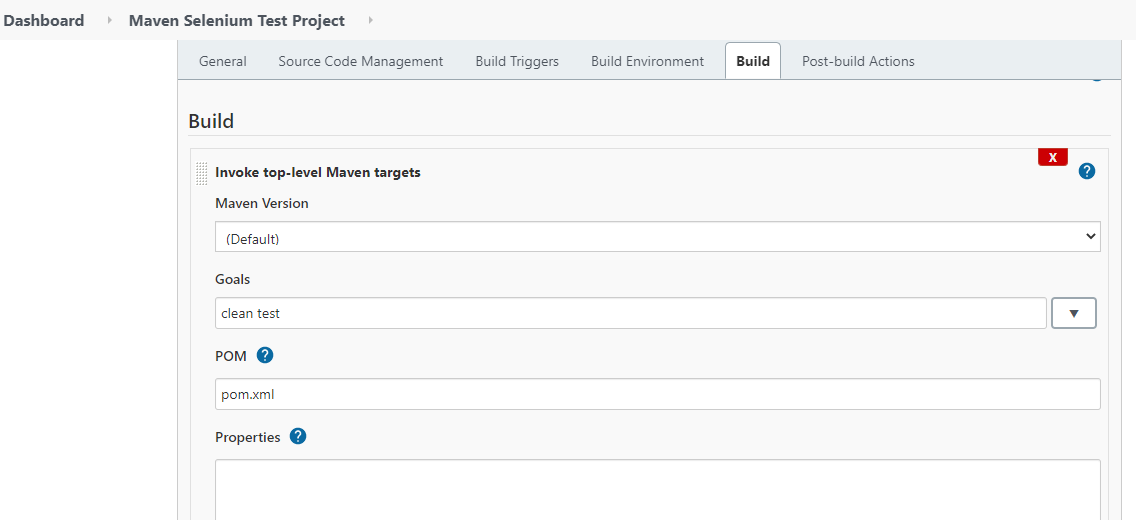 Dashboard Maven Selenium Test Project
General Source Code Management Build Triggers Build Environment Build Post-build Actions
Build
X
Invoke top-level Maven targets ?
Maven Version
(Default)
Goals
clean test
POM ?
pom.xml
Properties ?